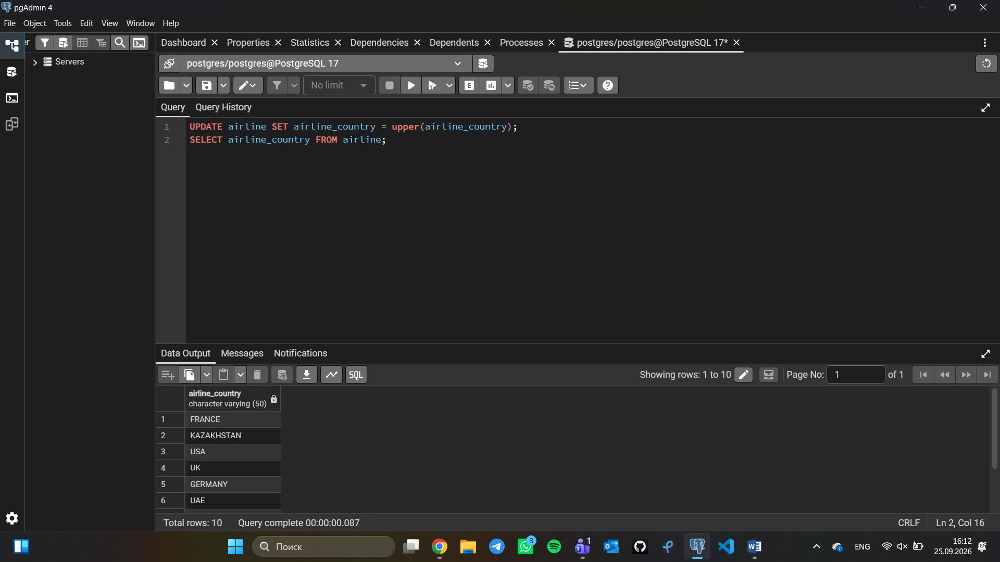 pgAdmin 4
File Object Tools Edit View Window Help
er
Dashboard Properties Statistics Dependencies Dependents Processes postgres/postgres@PostgreSQL 17*
Servers
postgres/postgres@PostgreSQL 17
No limit
E
Query Query History
1 UPDATE airline SET airline_country = upper(airline_country);
2 SELECT airline_country FROM airline;
Data Output Messages Notifications
SQL
Showing rows: 1 to 10
Page No: 1 of 1
airline_country
character varying (50)
1 FRANCE
2 KAZAKHSTAN
3 USA
4 UK
5 GERMANY
6 UAE
Total rows: 10 Query complete 00:00:00.087 CRLF Ln 2, Col 16
Поиск
3
1
ENG
16:12
25.09.2026